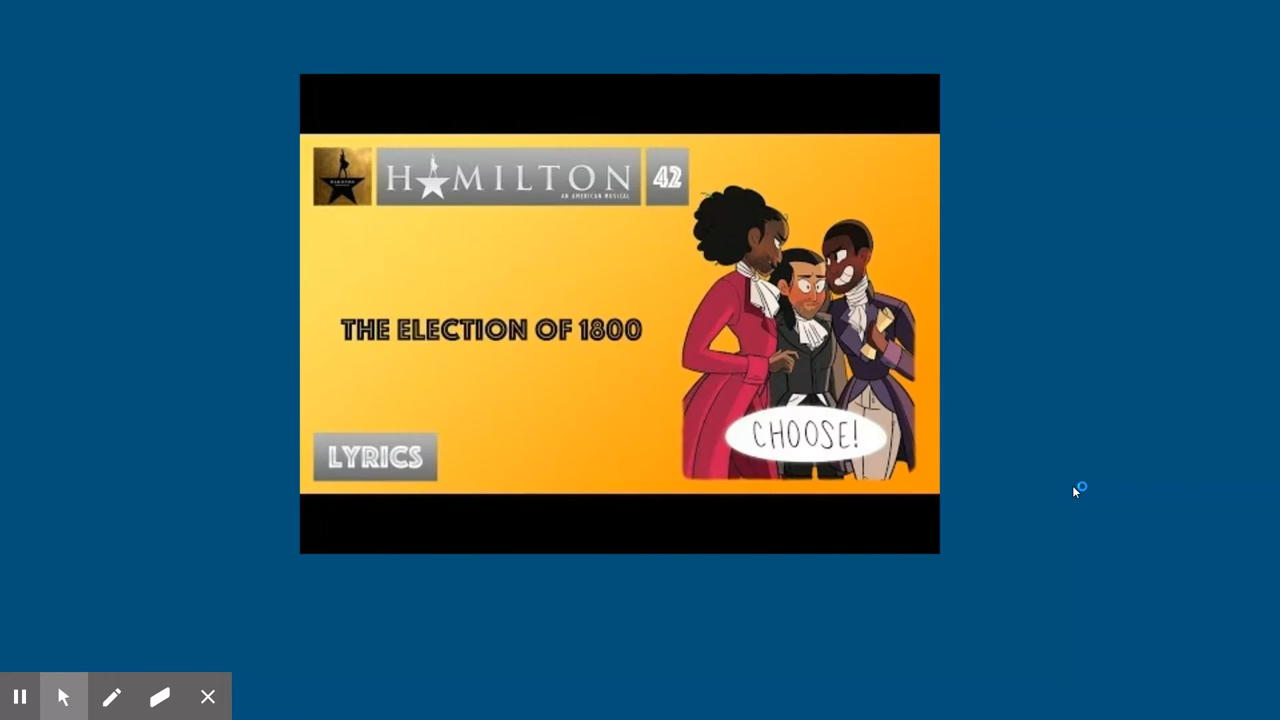 HAMILTON
42
AN AMERICAN MUSICAL
THE ELECTION OF 1800
CHOOSE!
LYRICS